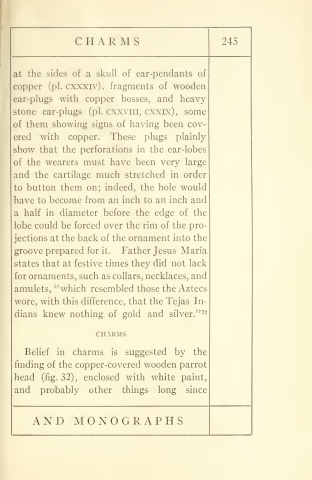 CHARMS 245
at the sides of a skull of ear-pendants of
copper (pl. CXXXIV). fragments of wooden
ear-plugs with copper bosses, and heavy
stone ear-plugs (pl. CXXVIII, CXXIX), some
of them showing signs of having been cov-
ered with copper. These plugs plainly
show that the perforations in the ear-lobes
of the wearers must have been very large
and the cartilage much stretched in order
to button them on; indeed, the hole would
have to become from an inch to an inch and
a half in diameter before the edge of the
lobe could be forced over the rim of the pro-
jections at the back of the ornament into the
groove prepared for it. Father Jesus María
states that at festive times they did not lack
for ornaments, such as collars, necklaces, and
amulets, "which resembled those the Aztecs
wore, with this difference, that the Tejas In-
dians knew nothing of gold and silver."72
CHARMS
Belief in charms is suggested by the
finding of the copper-covered wooden parrot
head (fig. 32), enclosed with white paint,
and probably other things long since
AND MONOGRAPHS